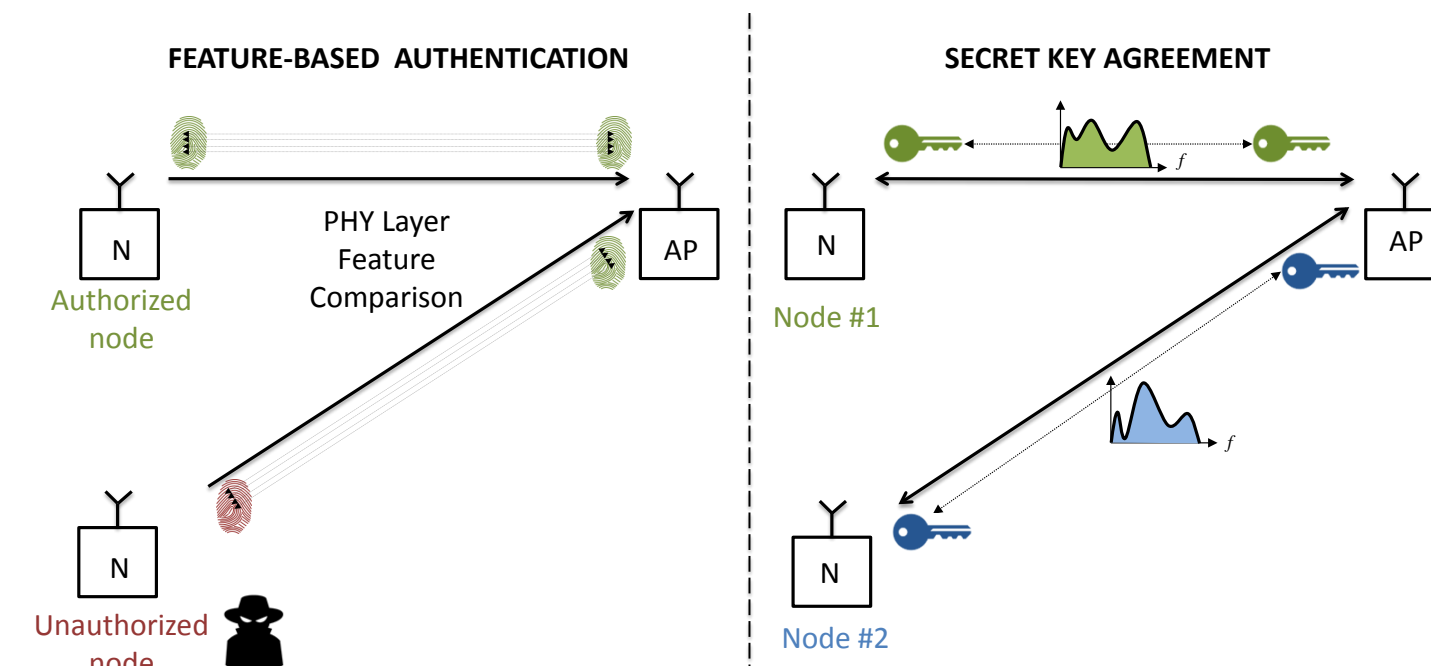 FEATURE-BASED AUTHENTICATION
N
Authorized
node
PHY Layer
Feature
Comparison
AP
N
Unauthorized
node
SECRET KEY AGREEMENT
f
N
Node #1
AP
f
N
Node #2